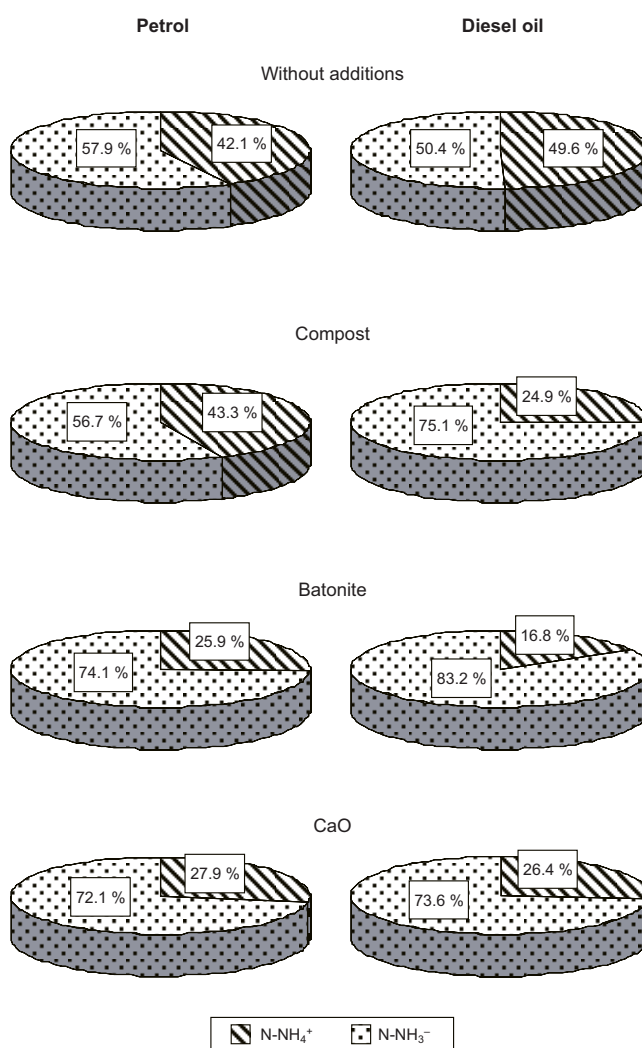 Petrol Diesel oil
Without additions
57.9 % 42.1 % 50.4 % 49.6 %
Compost
56.7 % 43.3 % 75.1 % 24.9 %
Batonite
74.1 % 25.9 % 83.2 % 16.8 %
CaO
72.1 % 27.9 % 73.6 % 26.4 %
N-NH₄⁺ N-NH₃⁻